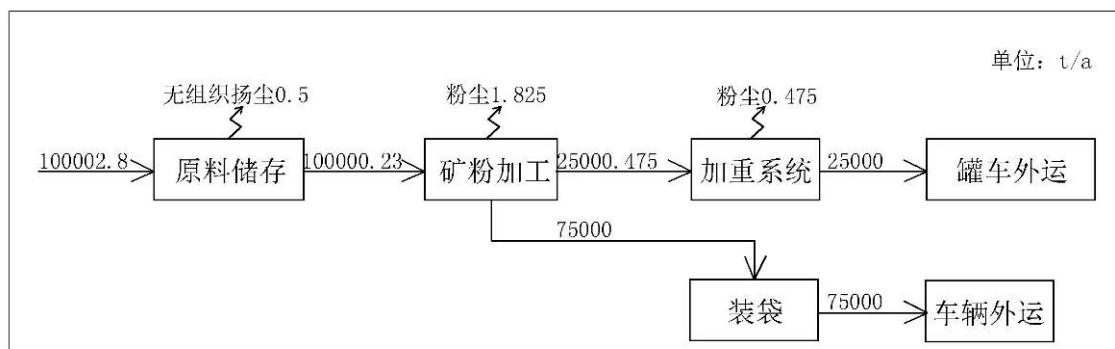 单位：t/a
无组织扬尘0.5
粉尘1.825
粉尘0.475
100002.8
原料储存
100000.23
矿粉加工
25000.475
加重系统
25000
罐车外运
75000
装袋
75000
车辆外运